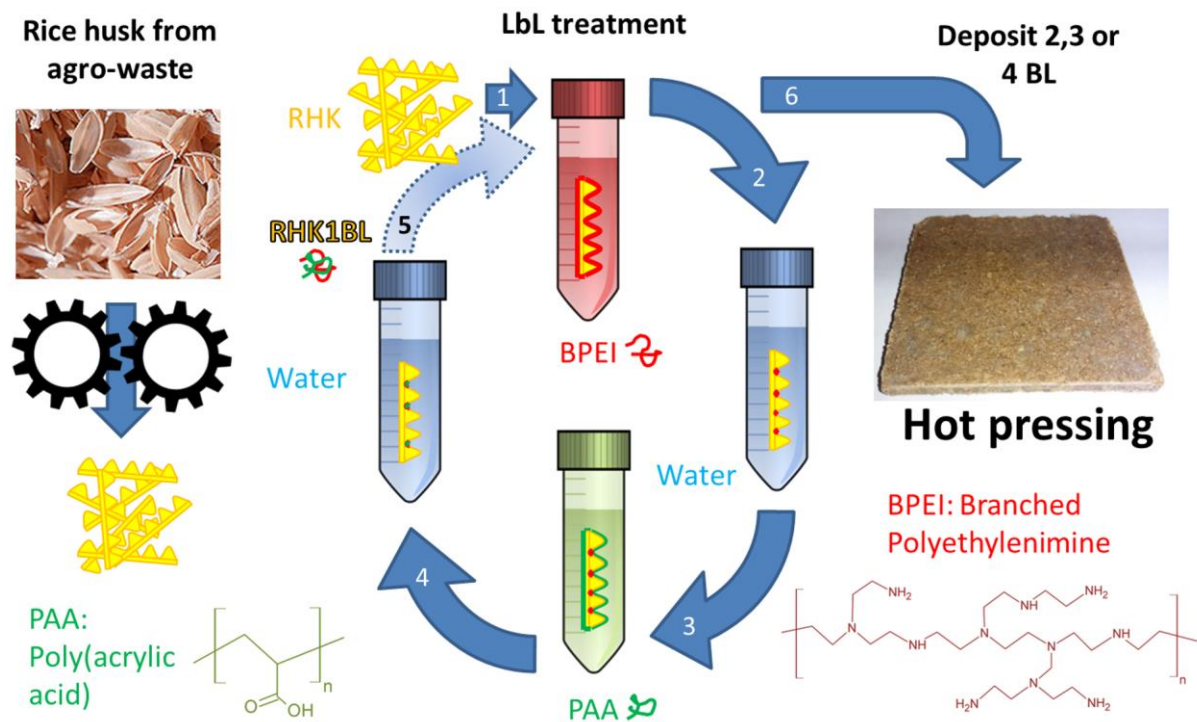 Rice husk from
agro-waste
LbL treatment
Deposit 2,3 or
4 BL
RHK
1
6
2
5
RHK1BL
BPEI
Water
Water
Hot pressing
BPEI: Branched
Polyethylenimine
4
3
PAA:
Poly(acrylic
acid)
O
OH
n
PAA
NH2
NH
NH2
N
N
NH
NH
N
N
H2N
NH2
n